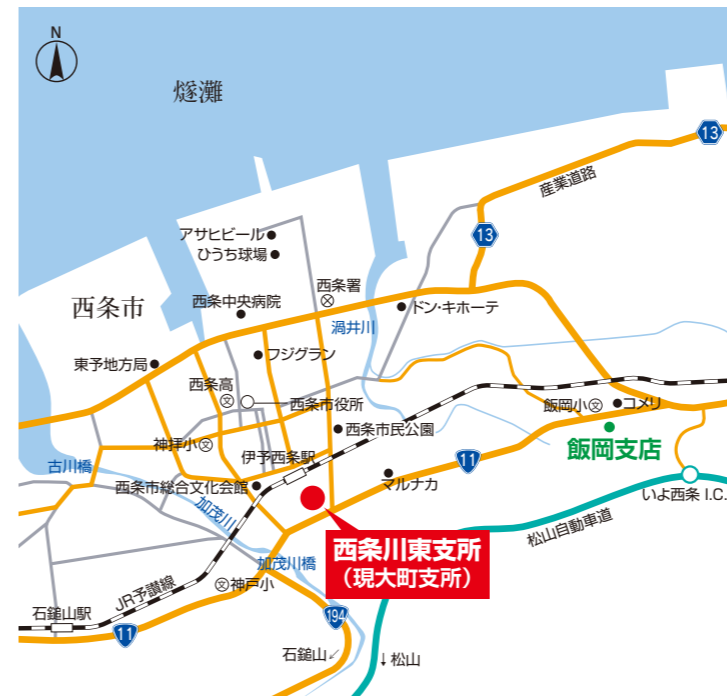 N
燧灘
13
産業道路
13
アサヒビール
ひうち球場
西条署
西条市
西条中央病院
ドン・キホーテ
渦井川
フジグラン
東予地方局
西条高
文
西条市役所
飯岡小
文
コメリ
西条市民公園
神拝小
文
飯岡支店
伊予西条駅
11
古川橋
マルナカ
西条市総合文化会館
いよ西条 I.C.
加茂川
松山自動車道
西条川東支所
(現大町支所)
加茂川橋
文
神戸小
JR予讃線
石鎚山駅
194
11
石鎚山↙
↓松山